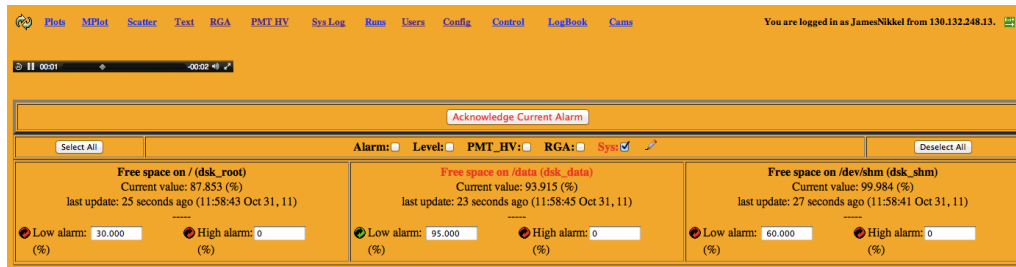 Plots MPlot Scatter Text RGA PMT HV Sys Log Runs Users Config Control LogBook Cams You are logged in as JamesNikkel from 130.132.248.13.
00:01 -00:02
Acknowledge Current Alarm
Select All Alarm: Level: PMT_HV: RGA: Sys: Deselect All
Free space on / (dsk_root) Free space on /data (dsk_data) Free space on /dev/shm (dsk_shm)
Current value: 87.853 (%) Current value: 93.915 (%) Current value: 99.984 (%)
last update: 25 seconds ago (11:58:43 Oct 31, 11) last update: 23 seconds ago (11:58:45 Oct 31, 11) last update: 27 seconds ago (11:58:41 Oct 31, 11)
----- ----- -----
Low alarm: 30.000 High alarm: 0 Low alarm: 95.000 High alarm: 0 Low alarm: 60.000 High alarm: 0
(%) (%) (%) (%) (%) (%)